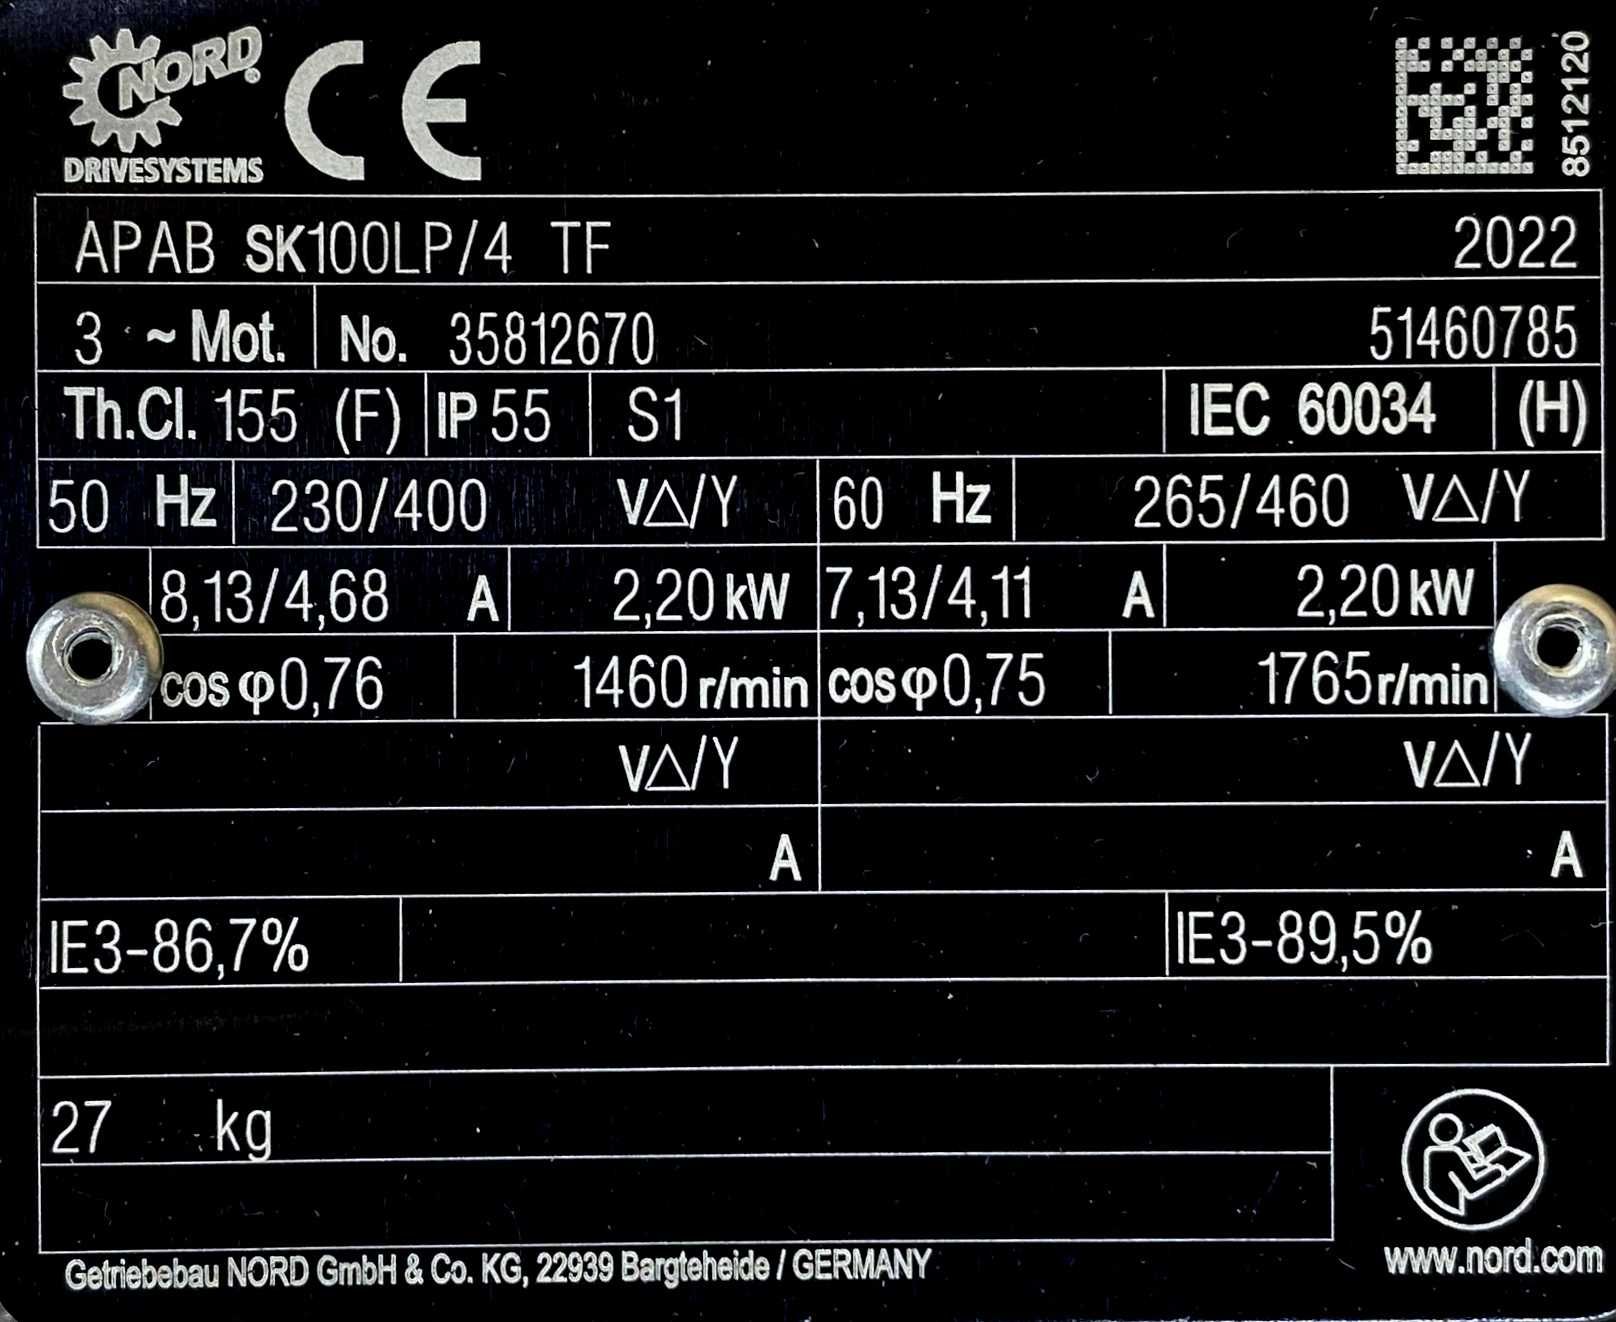 NORD®
DRIVESYSTEMS
CE
85121120
APAB SK100LP/4 TF 2022
3 ~ Mot. No. 35812670 51460785
Th.Cl. 155 (F) IP 55 S1 IEC 60034 (H)
50 Hz 230/400 V△/Y 60 Hz 265/460 V△/Y
8,13/4,68 A 2,20 kW 7,13/4,11 A 2,20 kW
cos φ 0,76 1460 r/min cos φ 0,75 1765 r/min
V△/Y V△/Y
A A
IE3-86,7% IE3-89,5%
27 kg
Getriebebau NORD GmbH & Co. KG, 22939 Bargteheide / GERMANY
www.nord.com